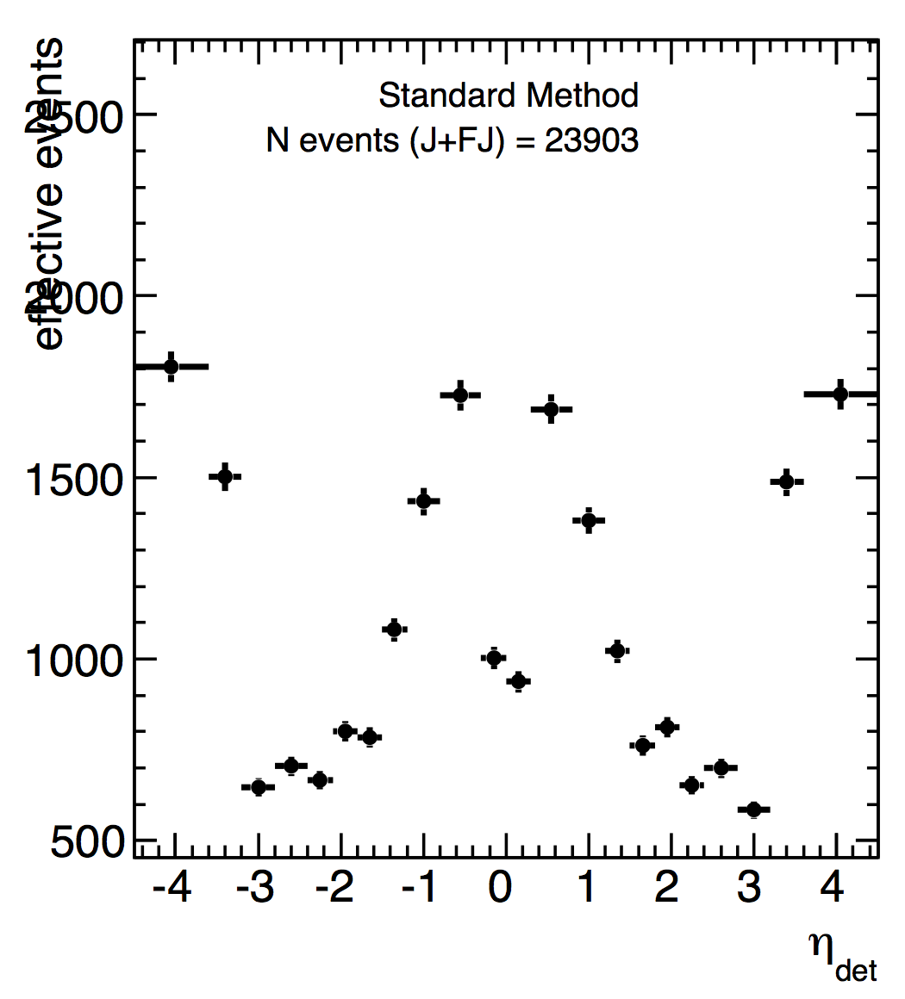 effective events
Standard Method
N events (J+FJ) = 23903
2500
2000
1500
1000
500
-4 -3 -2 -1 0 1 2 3 4
η det